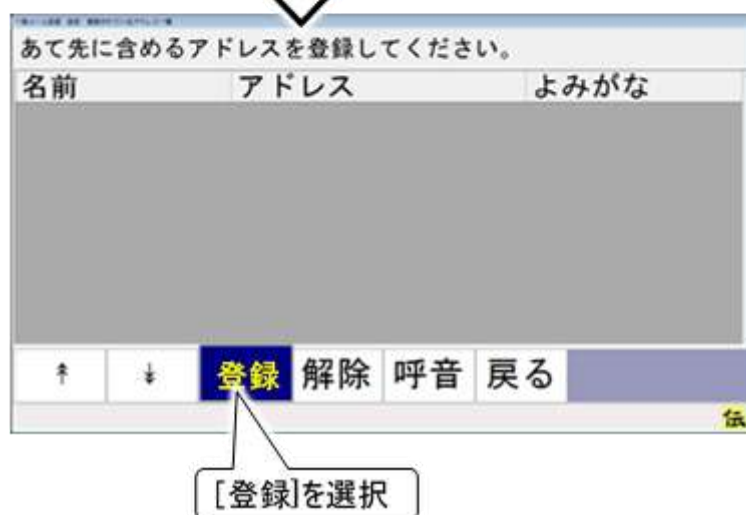 あて先に含めるアドレスを登録してください。
名前 アドレス よみがな
↟ ↡ 登録 解除 呼音 戻る
伝
[登録]を選択